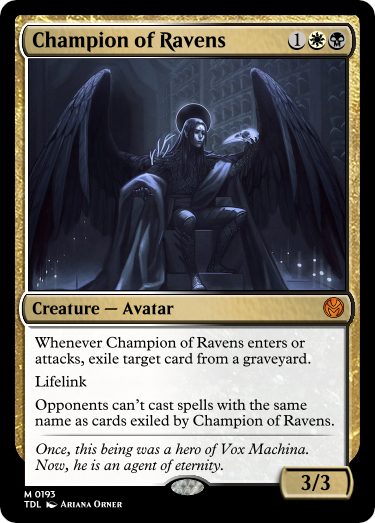 Champion of Ravens 1
Creature — Avatar
Whenever Champion of Ravens enters or
attacks, exile target card from a graveyard.
Lifelink
Opponents can't cast spells with the same
name as cards exiled by Champion of Ravens.
Once, this being was a hero of Vox Machina.
Now, he is an agent of eternity.
3/3
M 0193
TDL Ariana Orner